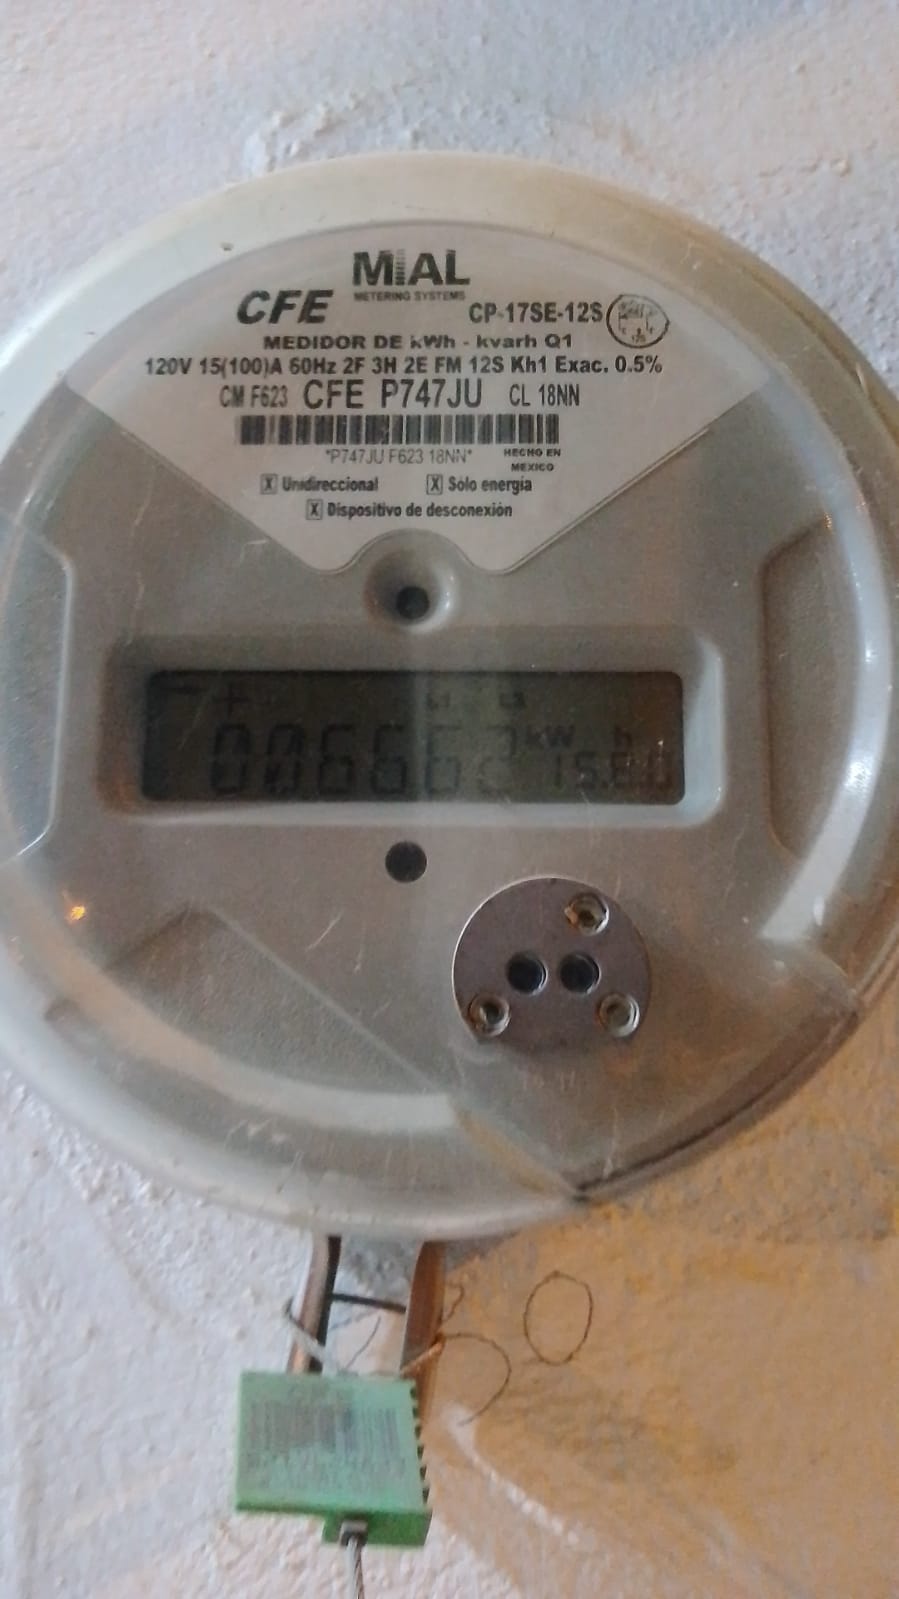 MIAL
METERING SYSTEMS
CFE CP-17SE-12S
MEDIDOR DE kWh - kvarh Q1
120V 15(100)A 60Hz 2F 3H 2E FM 12S Kh1 Exac. 0.5%
CM F623 CFE P747JU CL 18NN
*P747JU F623 18NN* HECHO EN MEXICO
X Unidireccional X Sólo energía
X Dispositivo de desconexión
kW h